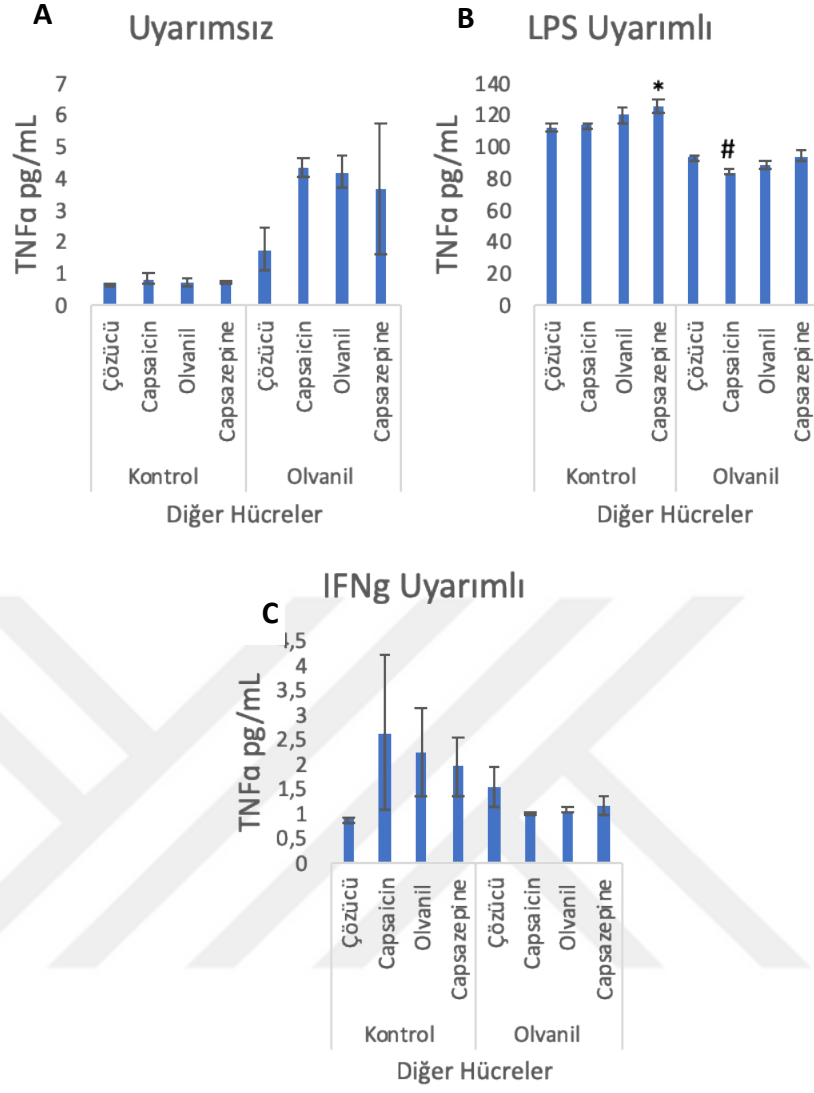 A
Uyarımsız
TNFα pg/mL
7
6
5
4
3
2
1
0
Çözücü
Capsaicin
Olvanil
Capsazepine
Çözücü
Capsaicin
Olvanil
Capsazepine
Kontrol
Olvanil
Diğer Hücreler
B
LPS Uyarımlı
TNFα pg/mL
140
120
100
80
60
40
20
0
*
#
Çözücü
Capsaicin
Olvanil
Capsazepine
Çözücü
Capsaicin
Olvanil
Capsazepine
Kontrol
Olvanil
Diğer Hücreler
C
IFNg Uyarımlı
TNFα pg/mL
4,5
4
3,5
3
2,5
2
1,5
1
0,5
0
Çözücü
Capsaicin
Olvanil
Capsazepine
Çözücü
Capsaicin
Olvanil
Capsazepine
Kontrol
Olvanil
Diğer Hücreler